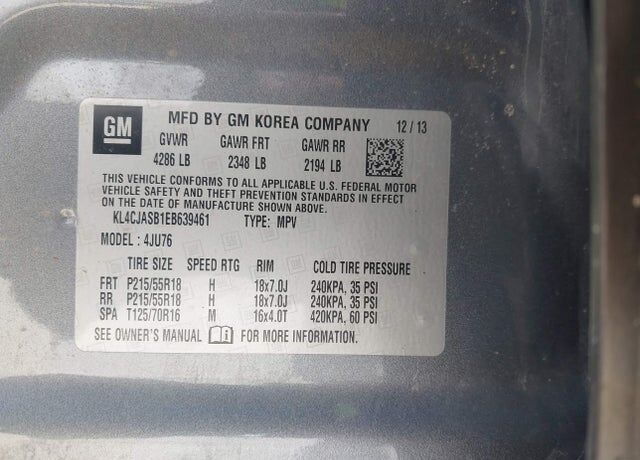 GM
MFD BY GM KOREA COMPANY 12/13
GVWR GAWR FRT GAWR RR
4286 LB 2348 LB 2194 LB
THIS VEHICLE CONFORMS TO ALL APPLICABLE U.S. FEDERAL MOTOR
VEHICLE SAFETY AND THEFT PREVENTION STANDARDS IN EFFECT
ON THE DATE OF MANUFACTURE SHOWN ABOVE.
KL4CJASB1EB639461 TYPE: MPV
MODEL: 4JU76
TIRE SIZE SPEED RTG RIM COLD TIRE PRESSURE
FRT P215/55R18 H 18x7.0J 240KPA, 35 PSI
RR P215/55R18 H 18x7.0J 240KPA, 35 PSI
SPA T125/70R16 M 16x4.0T 420KPA, 60 PSI
SEE OWNER'S MANUAL FOR MORE INFORMATION.